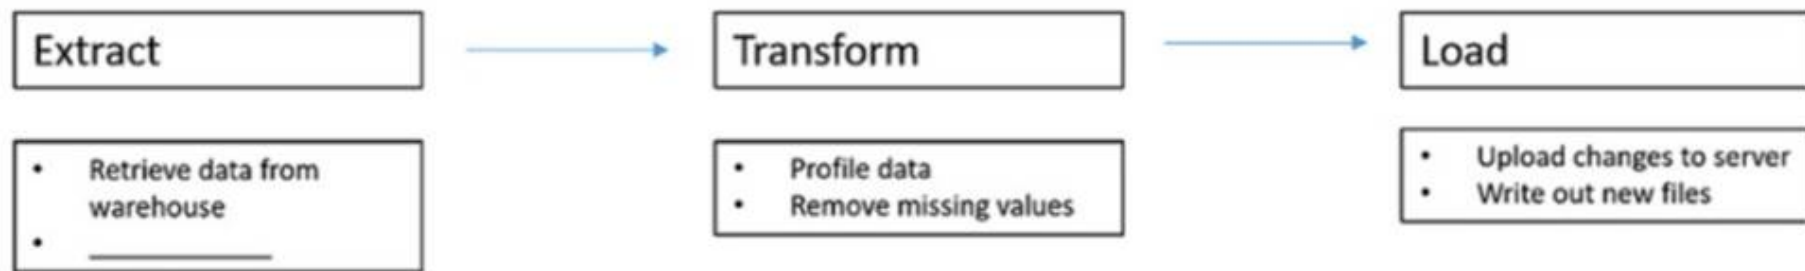 Extract
Transform
Load
• Retrieve data from
warehouse
• ____________
• Profile data
• Remove missing values
• Upload changes to server
• Write out new files